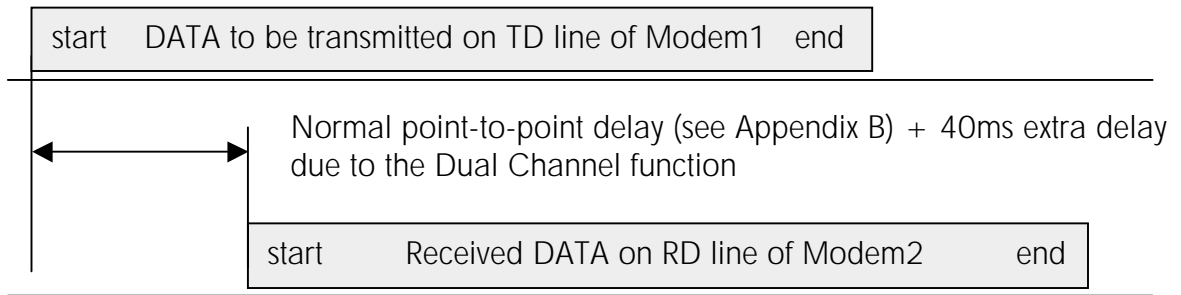 start DATA to be transmitted on TD line of Modem1 end
Normal point-to-point delay (see Appendix B) + 40ms extra delay
due to the Dual Channel function
start Received DATA on RD line of Modem2 end